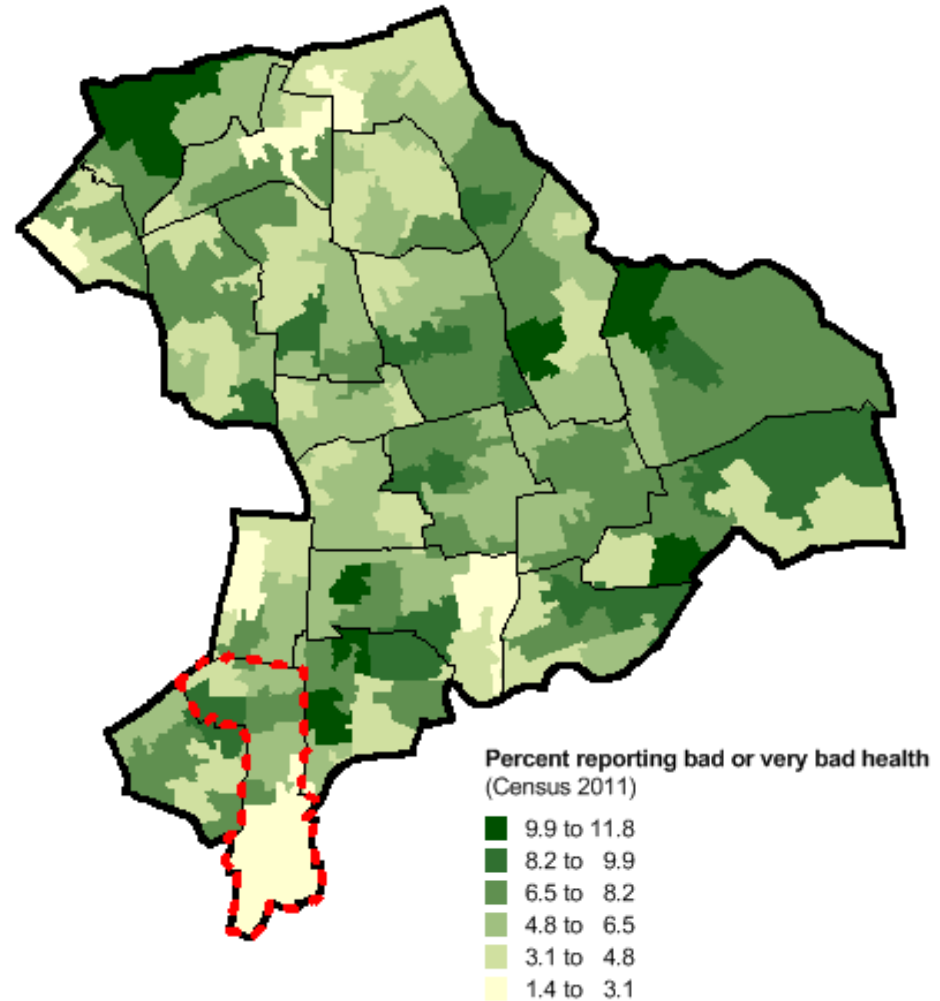 Percent reporting bad or very bad health
(Census 2011)
9.9 to 11.8
8.2 to 9.9
6.5 to 8.2
4.8 to 6.5
3.1 to 4.8
1.4 to 3.1